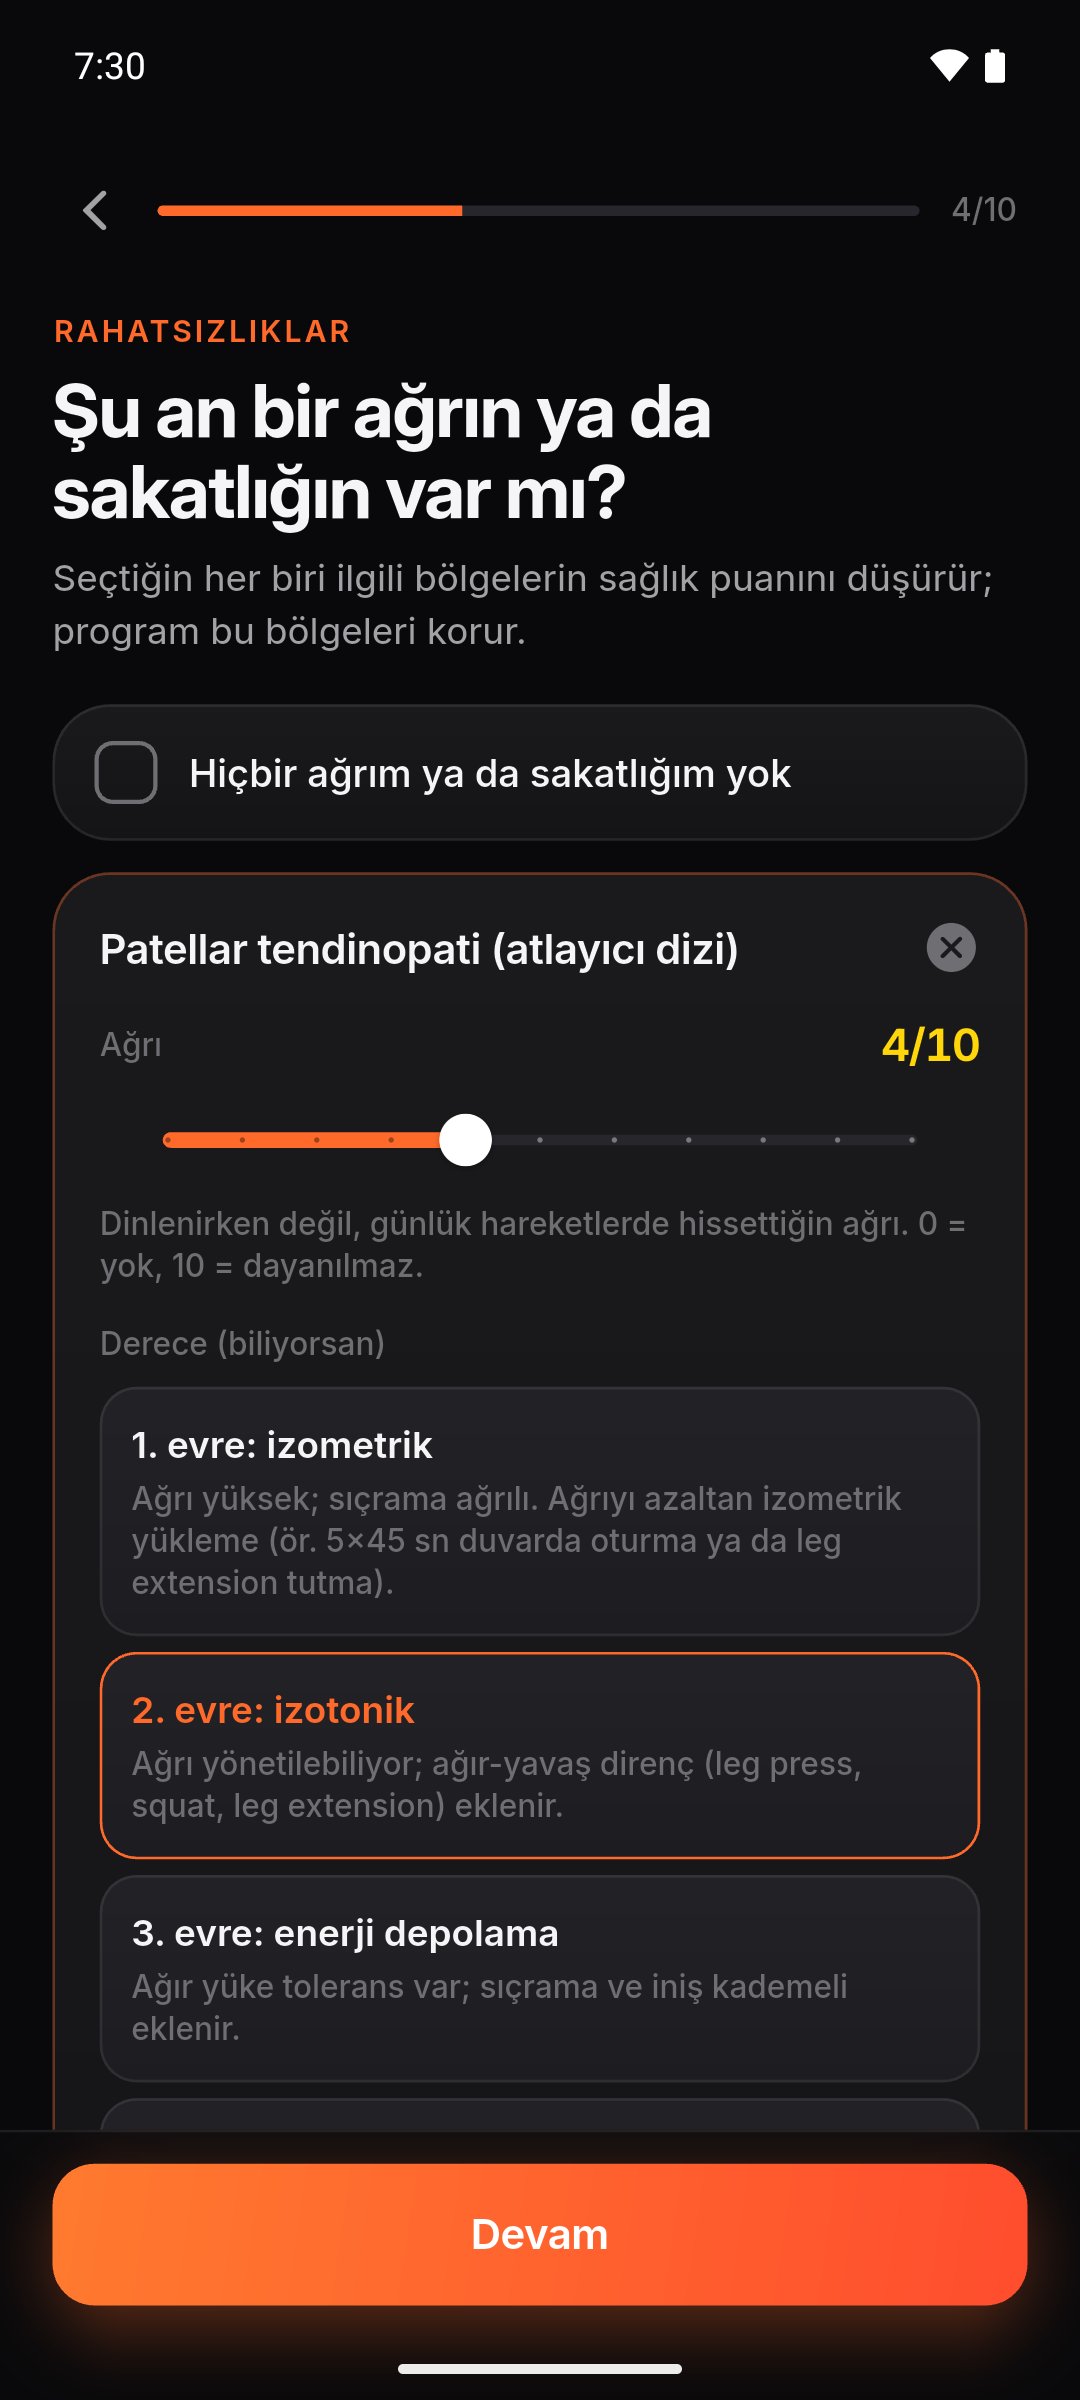 7:30
4/10
RAHATSIZLIKLAR
Şu an bir ağrın ya da
sakatlığın var mı?
Seçtiğin her biri ilgili bölgelerin sağlık puanını düşürür;
program bu bölgeleri korur.
Hiçbir ağrım ya da sakatlığım yok
Patellar tendinopati (atlayıcı dizi)
Ağrı
4/10
Dinlenirken değil, günlük hareketlerde hissettiğin ağrı. 0 =
yok, 10 = dayanılmaz.
Derece (biliyorsan)
1. evre: izometrik
Ağrı yüksek; sıçrama ağrılı. Ağrıyı azaltan izometrik
yükleme (ör. 5×45 sn duvarda oturma ya da leg
extension tutma).
2. evre: izotonik
Ağrı yönetilebiliyor; ağır-yavaş direnç (leg press,
squat, leg extension) eklenir.
3. evre: enerji depolama
Ağır yüke tolerans var; sıçrama ve iniş kademeli
eklenir.
Devam